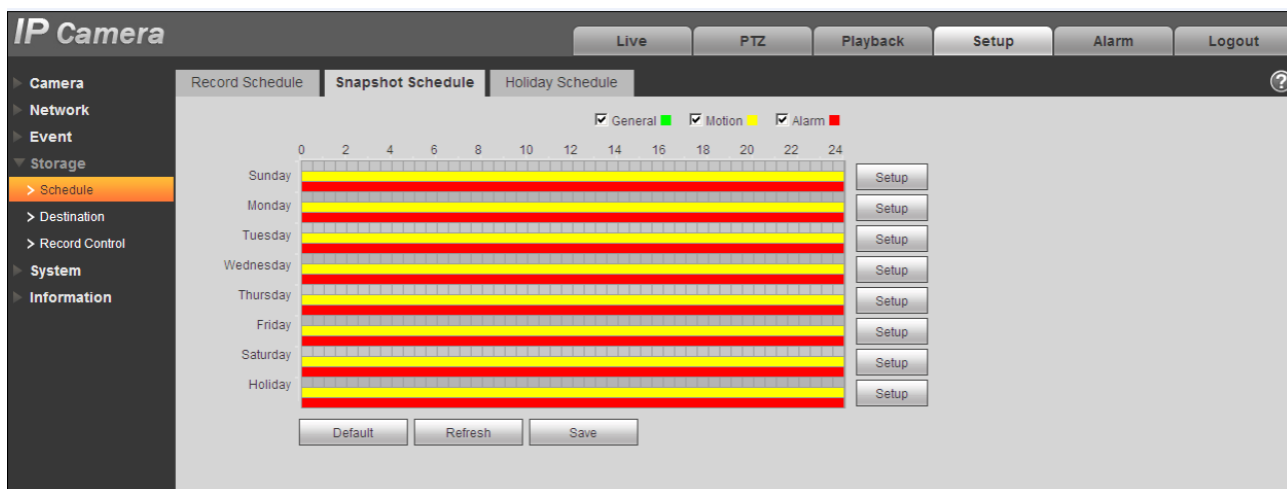 IP Camera
Live PTZ Playback Setup Alarm Logout
Camera
Network
Event
Storage
> Schedule
> Destination
> Record Control
System
Information
Record Schedule Snapshot Schedule Holiday Schedule
?
General Motion Alarm
0 2 4 6 8 10 12 14 16 18 20 22 24
Sunday Setup
Monday Setup
Tuesday Setup
Wednesday Setup
Thursday Setup
Friday Setup
Saturday Setup
Holiday Setup
Default Refresh Save